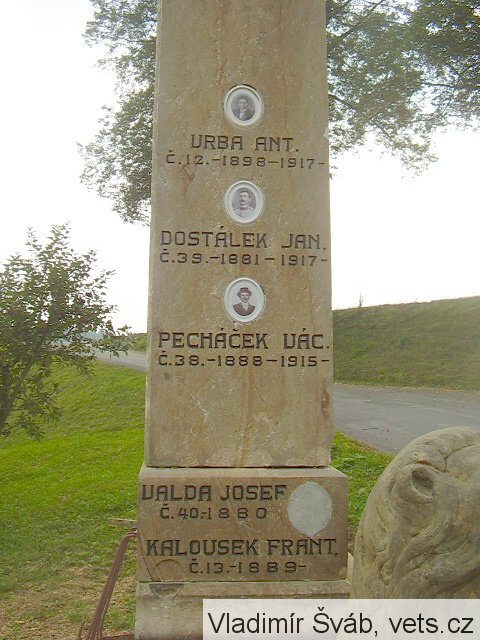 URBA ANT.
Č.12.-1898-1917-
DOSTÁLEK JAN,
Č.39.-1881-1917-
PECHÁČEK VÁC.
Č.38.-1888-1915-
VALDA JOSEF
Č.40-1880
KALOUSEK FRANT,
Č.13.-1889-
Vladimír Šváb, vets.cz